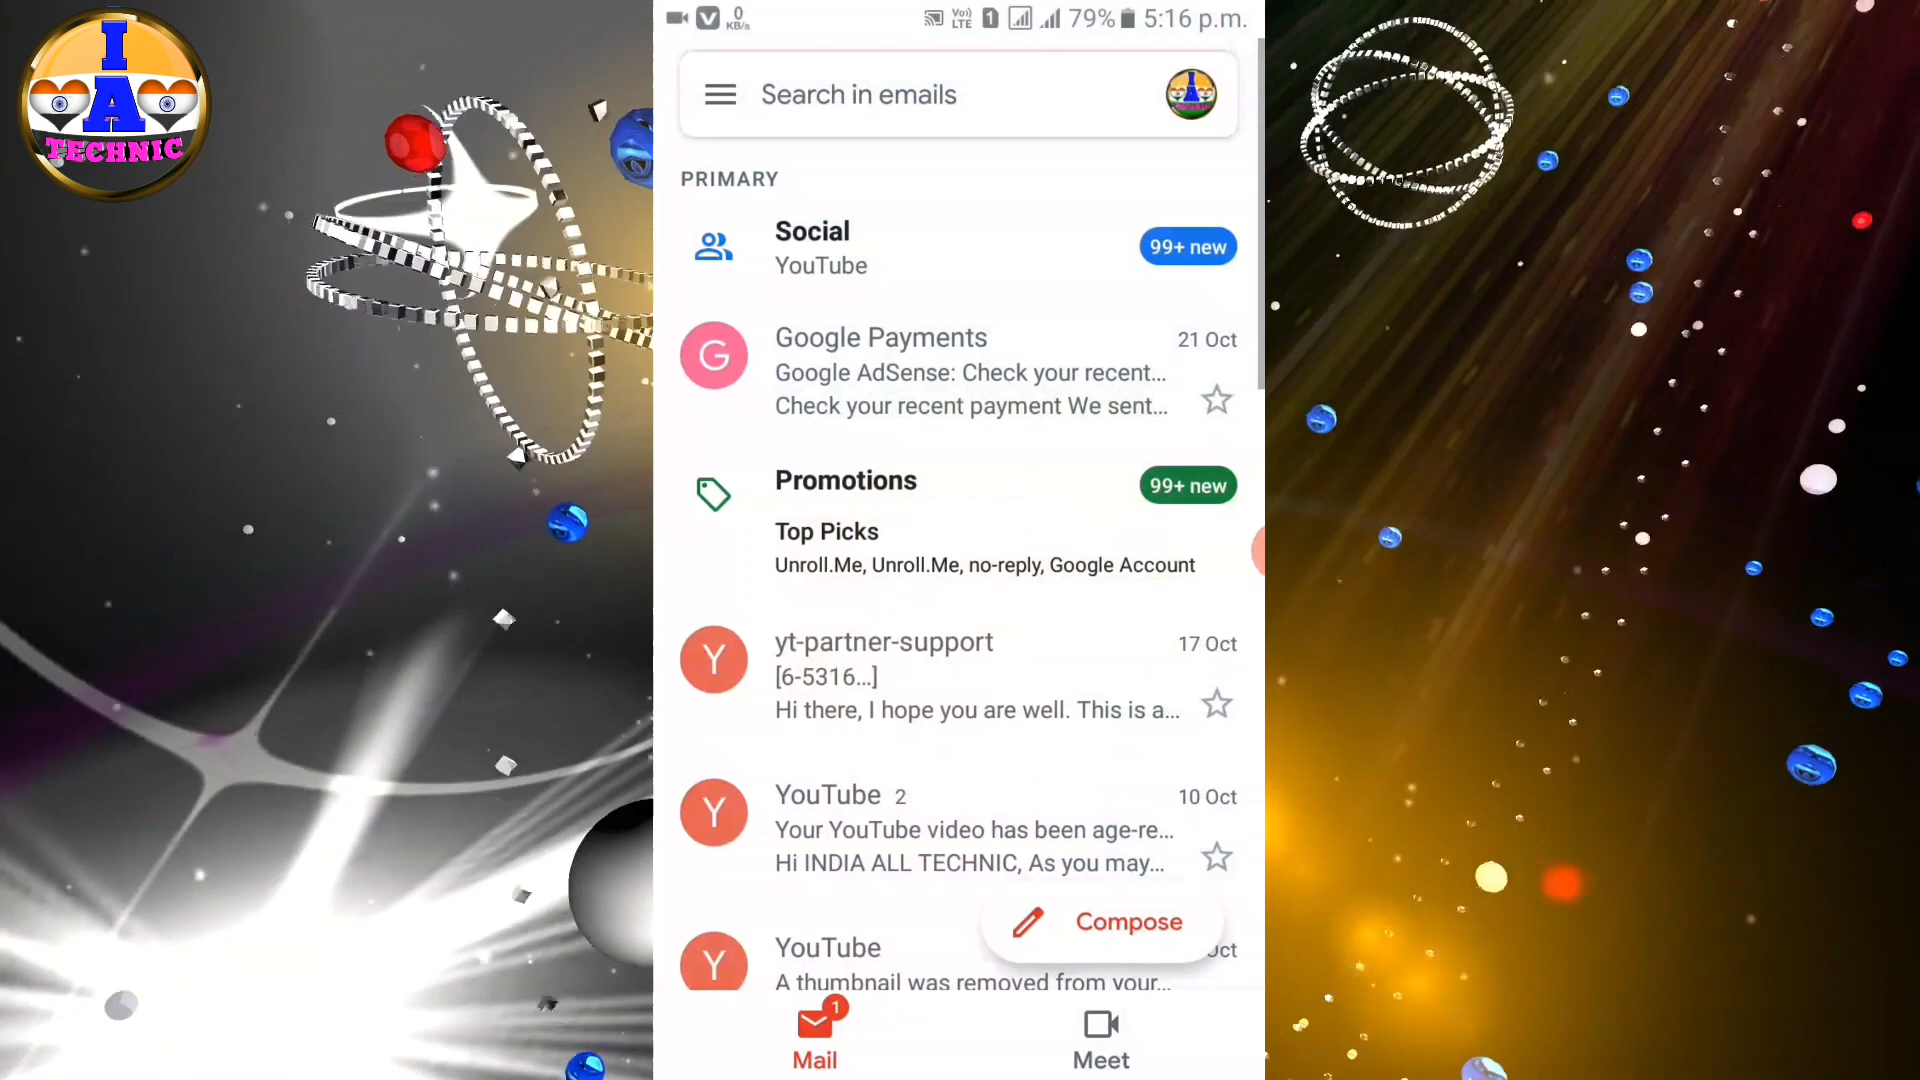 I
A
TECHNIC
0
KB/s
Vo))
LTE
1
79%
5:16 p.m.
Search in emails
PRIMARY
Social
99+ new
YouTube
G
Google Payments
21 Oct
Google AdSense: Check your recent...
Check your recent payment We sent...
Promotions
99+ new
Top Picks
Unroll.Me, Unroll.Me, no-reply, Google Account
Y
yt-partner-support
17 Oct
[6-5316...]
Hi there, I hope you are well. This is a...
Y
YouTube 2
10 Oct
Your YouTube video has been age-re...
Hi INDIA ALL TECHNIC, As you may...
Compose
Y
YouTube
Oct
A thumbnail was removed from your...
1
Mail
Meet